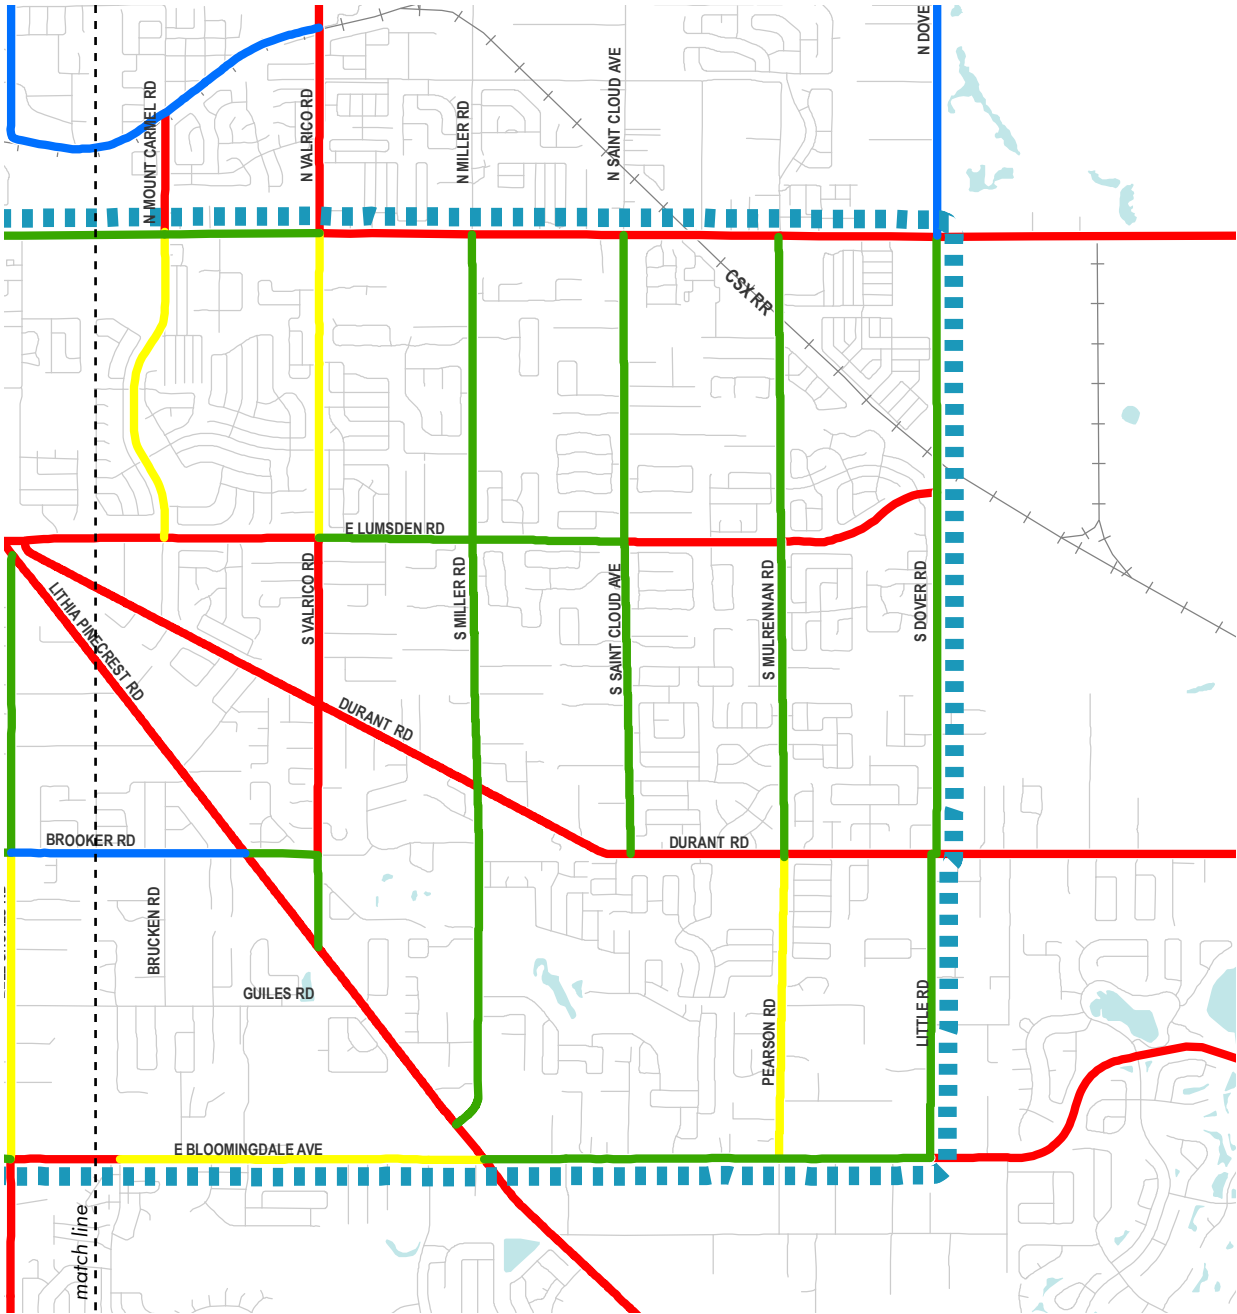 N DOVE
N MOUNT CARMEL RD
N VALRICO RD
N MILLER RD
N SAINT CLOUD AVE
CSX RR
E LUMSDEN RD
LITHIA PINECREST RD
S VALRICO RD
S MILLER RD
S SAINT CLOUD AVE
S MULRENNAN RD
S DOVER RD
DURANT RD
BROOKER RD
DURANT RD
BRUCKEN RD
GUILES RD
PEARSON RD
LITTLE RD
E BLOOMINGDALE AVE
match line